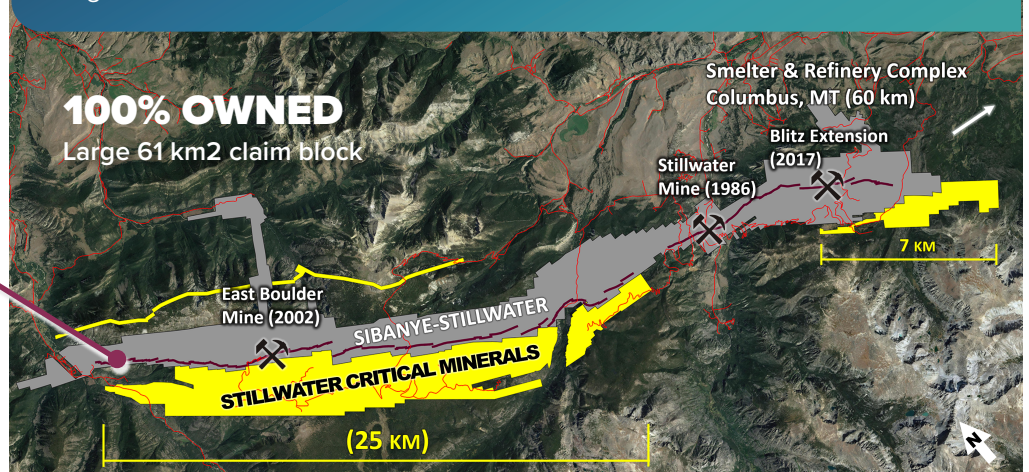 100% OWNED
Large 61 km2 claim block
Smelter & Refinery Complex
Columbus, MT (60 km)
Blitz Extension
(2017)
Stillwater
Mine (1986)
7 KM
East Boulder
Mine (2002)
SIBANYE-STILLWATER
STILLWATER CRITICAL MINERALS
(25 KM)
N